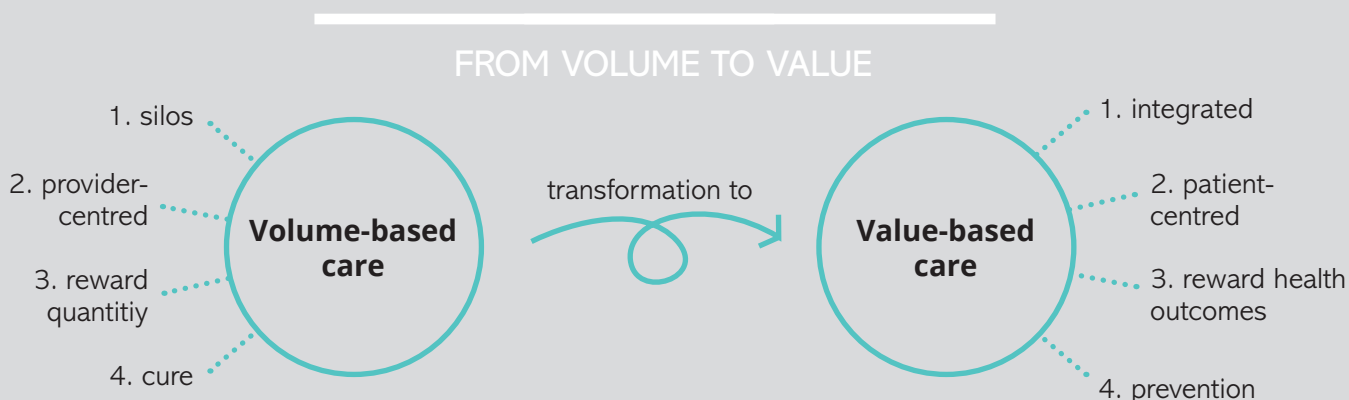 FROM VOLUME TO VALUE
1. silos
2. provider-
centred
3. reward
quantitiy
4. cure
Volume-based
care
transformation to
Value-based
care
1. integrated
2. patient-
centred
3. reward health
outcomes
4. prevention